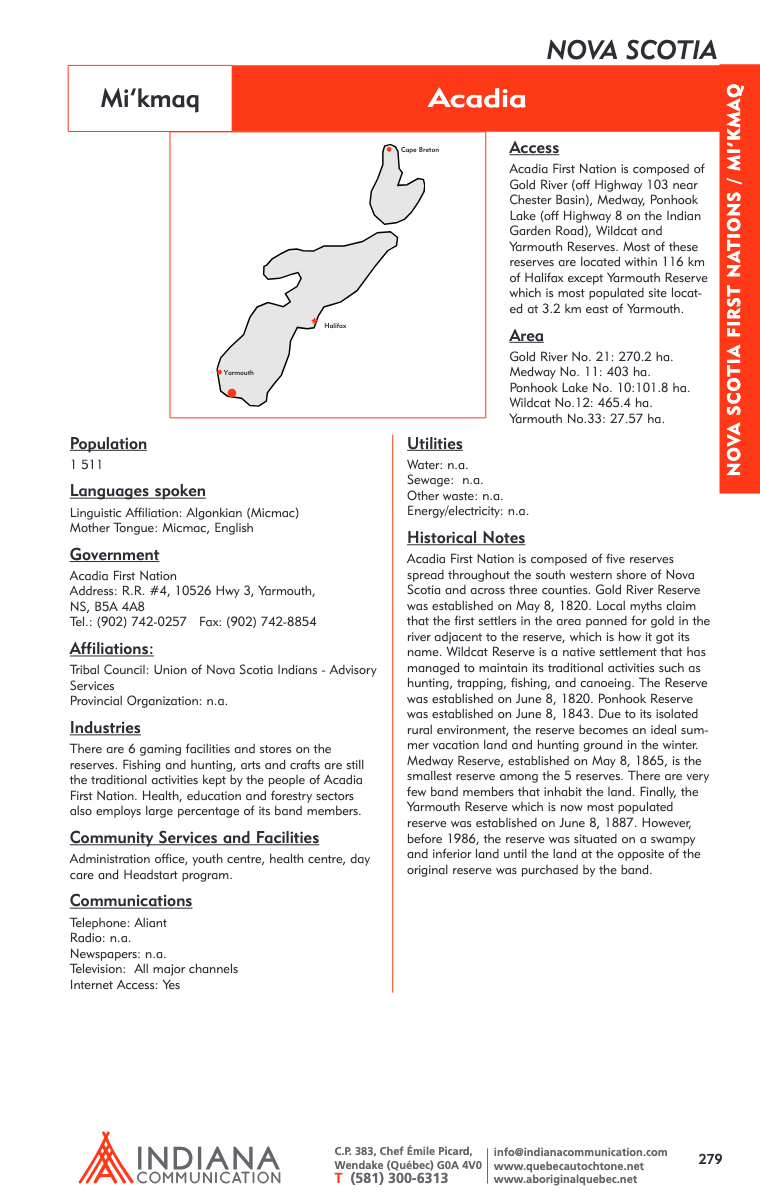 NOVA SCOTIA
Mi‘kmaq
Acadia
NOVA SCOTIA FIRST NATIONS / MI’KMAQ
Cape Breton
Halifax
Yarmouth
Access
Acadia First Nation is composed of
Gold River (off Highway 103 near
Chester Basin), Medway, Ponhook
Lake (off Highway 8 on the Indian
Garden Road), Wildcat and
Yarmouth Reserves. Most of these
reserves are located within 116 km
of Halifax except Yarmouth Reserve
which is most populated site locat-
ed at 3.2 km east of Yarmouth.
Area
Gold River No. 21: 270.2 ha.
Medway No. 11: 403 ha.
Ponhook Lake No. 10:101.8 ha.
Wildcat No.12: 465.4 ha.
Yarmouth No.33: 27.57 ha.
Population
1 511
Languages spoken
Linguistic Affiliation: Algonkian (Micmac)
Mother Tongue: Micmac, English
Government
Acadia First Nation
Address: R.R. #4, 10526 Hwy 3, Yarmouth,
NS, B5A 4A8
Tel.: (902) 742-0257 Fax: (902) 742-8854
Affiliations:
Tribal Council: Union of Nova Scotia Indians - Advisory
Services
Provincial Organization: n.a.
Industries
There are 6 gaming facilities and stores on the
reserves. Fishing and hunting, arts and crafts are still
the traditional activities kept by the people of Acadia
First Nation. Health, education and forestry sectors
also employs large percentage of its band members.
Community Services and Facilities
Administration office, youth centre, health centre, day
care and Headstart program.
Communications
Telephone: Aliant
Radio: n.a.
Newspapers: n.a.
Television: All major channels
Internet Access: Yes
Utilities
Water: n.a.
Sewage: n.a.
Other waste: n.a.
Energy/electricity: n.a.
Historical Notes
Acadia First Nation is composed of five reserves
spread throughout the south western shore of Nova
Scotia and across three counties. Gold River Reserve
was established on May 8, 1820. Local myths claim
that the first settlers in the area panned for gold in the
river adjacent to the reserve, which is how it got its
name. Wildcat Reserve is a native settlement that has
managed to maintain its traditional activities such as
hunting, trapping, fishing, and canoeing. The Reserve
was established on June 8, 1820. Ponhook Reserve
was established on June 8, 1843. Due to its isolated
rural environment, the reserve becomes an ideal sum-
mer vacation land and hunting ground in the winter.
Medway Reserve, established on May 8, 1865, is the
smallest reserve among the 5 reserves. There are very
few band members that inhabit the land. Finally, the
Yarmouth Reserve which is now most populated
reserve was established on June 8, 1887. However,
before 1986, the reserve was situated on a swampy
and inferior land until the land at the opposite of the
original reserve was purchased by the band.
INDIANA
COMMUNICATION
C.P. 383, Chef Émile Picard,
Wendake (Québec) G0A 4V0
T (581) 300-6313
info@indianacommunication.com
www.quebecautochtone.net
www.aboriginalquebec.net
279